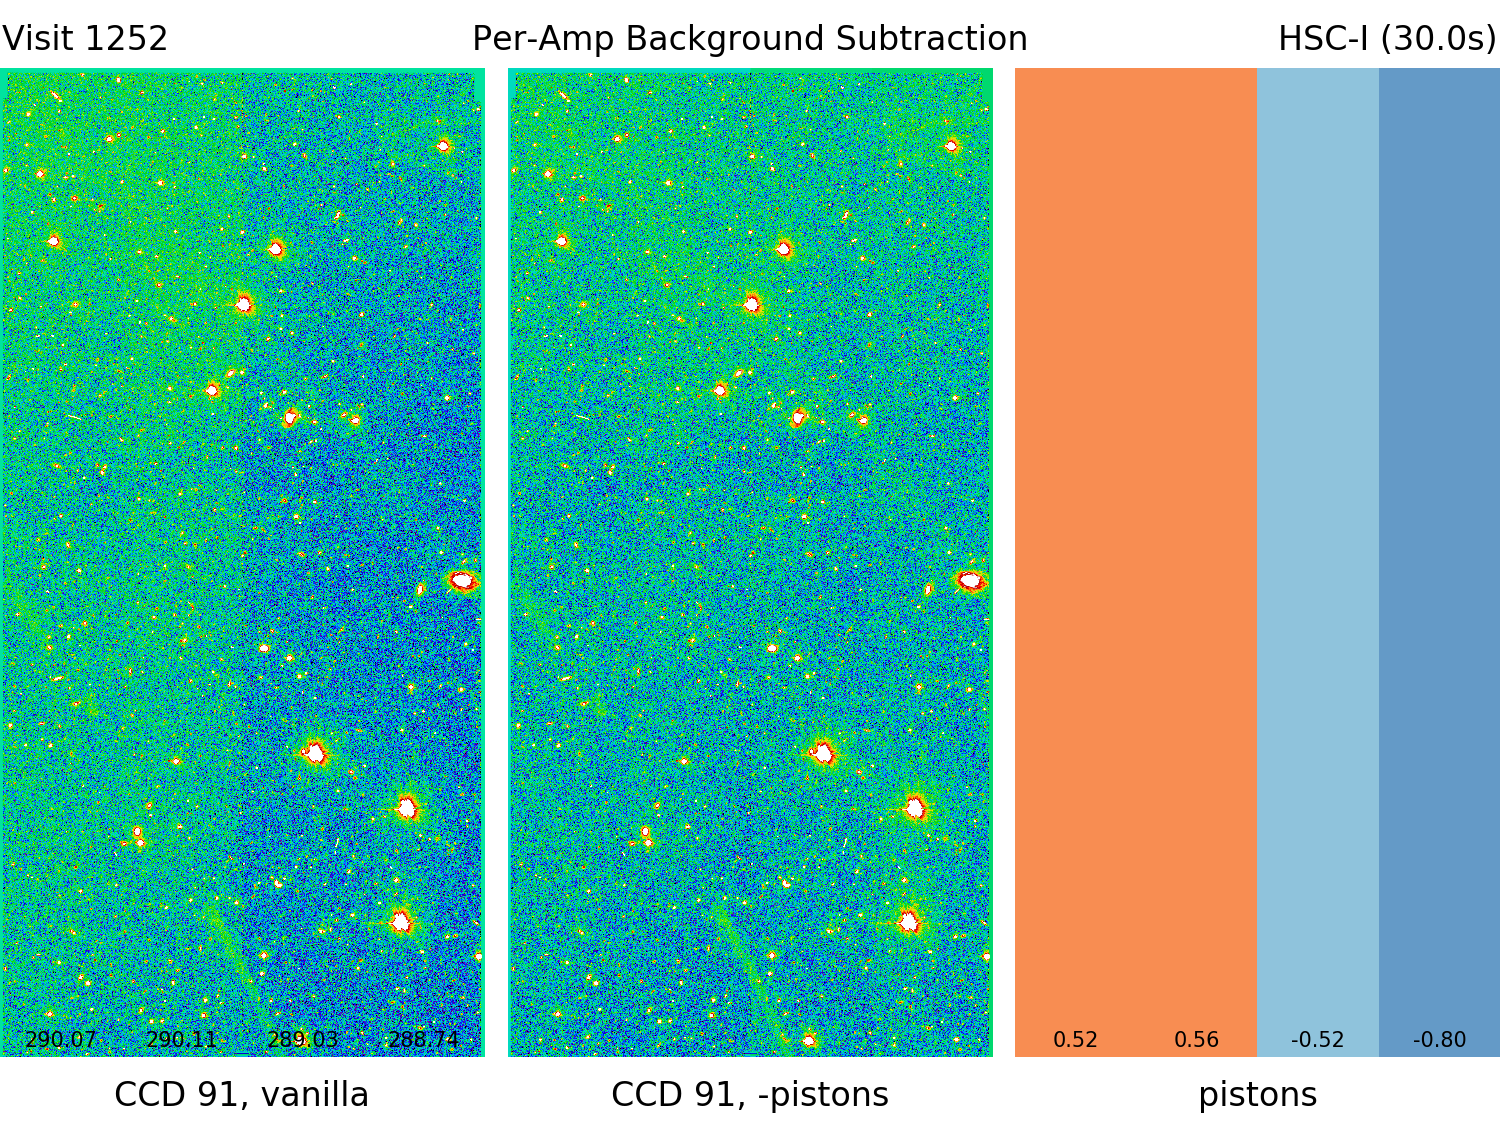 Visit 1252 Per-Amp Background Subtraction HSC-I (30.0s)
290.07 290.11 289.03 288.74 0.52 0.56 -0.52 -0.80
CCD 91, vanilla CCD 91, -pistons pistons